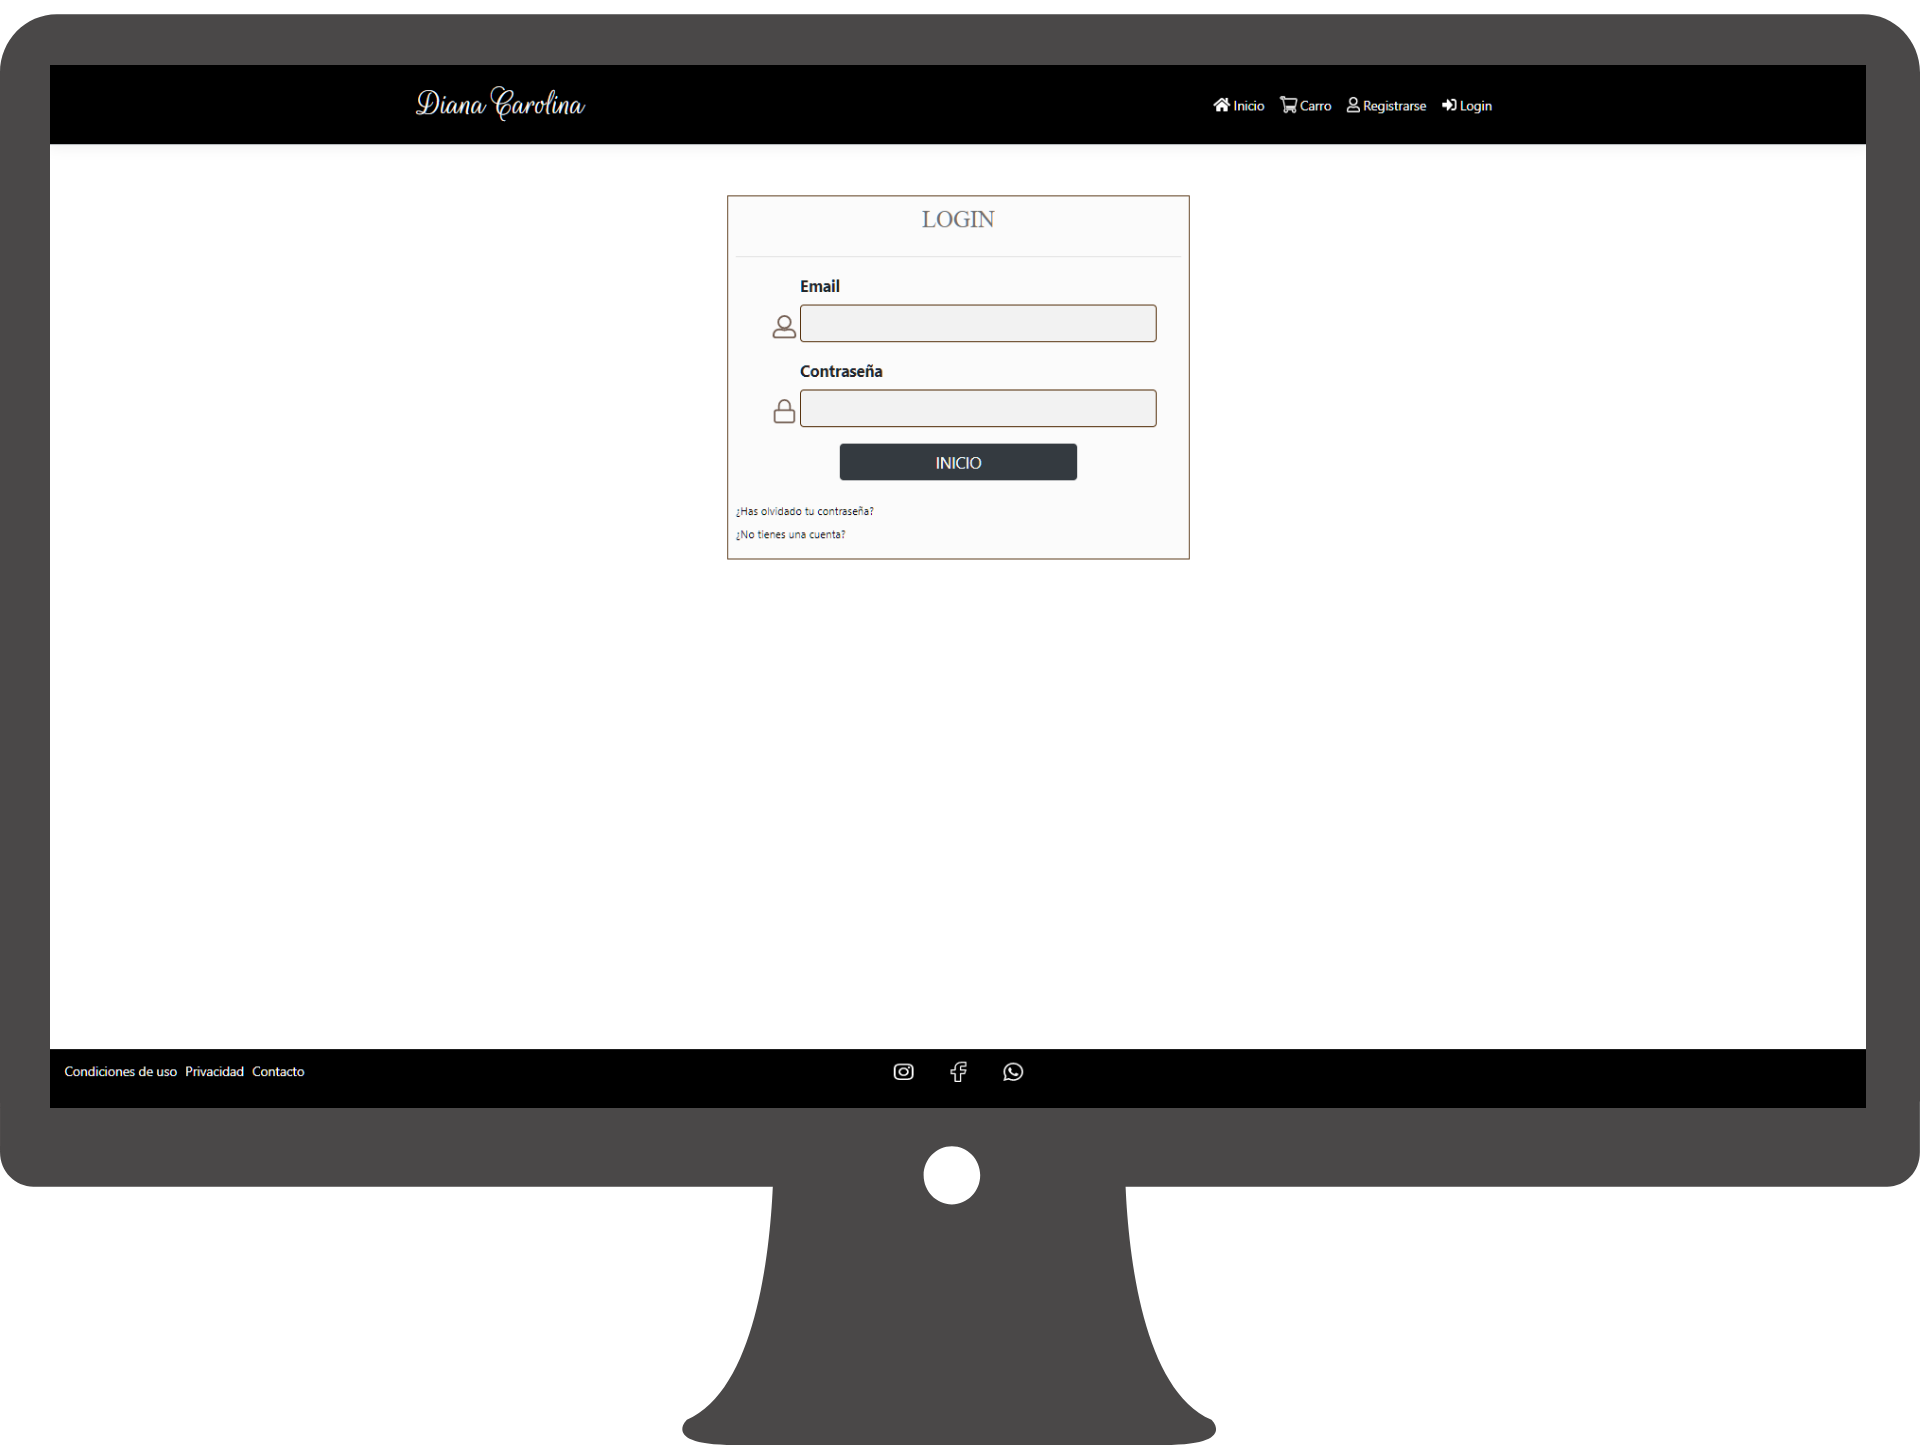 Diana Carolina
Inicio Carro Registrarse Login
LOGIN
Email
Contraseña
INICIO
¿Has olvidado tu contraseña?
¿No tienes una cuenta?
Condiciones de uso Privacidad Contacto